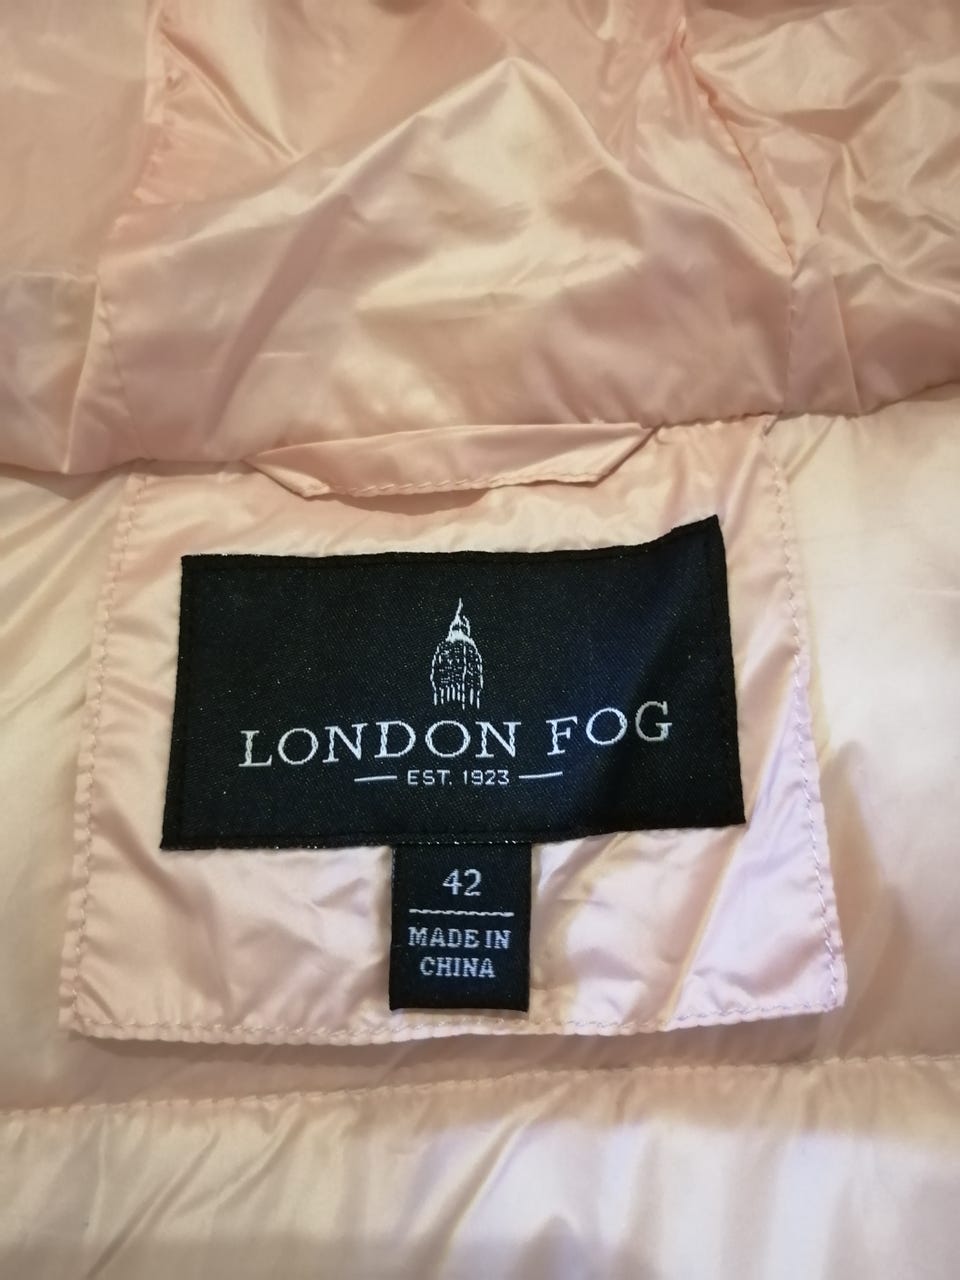 LONDON FOG
EST. 1923
42
MADE IN
CHINA